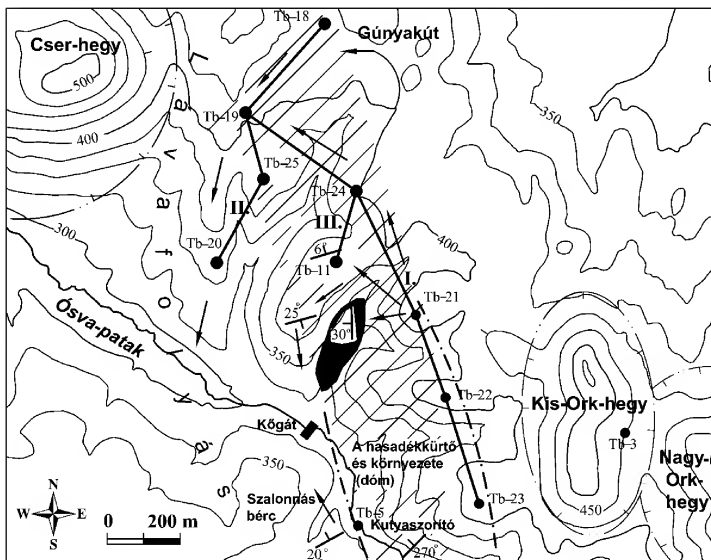 Tb-18
Gúnyakút
Cser-hegy
500
400
350
Tb-19
Tb-25
Tb-24
II.
III.
Lávafolyás
300
Tb-20
6°
Tb-11
400
I.
Tb-21
25°
30°
350
Ósva-patak
Tb-22
Kis-Ork-hegy
Kőgát
A hasadékkürtő
és környezete
(dóm)
Tb-3
Nagy-
Ork-
hegy
350
Szalonnás
bérc
Tb-23
450
N
W
E
S
0
200 m
Tb-5
Kutyaszorító
20°
270°